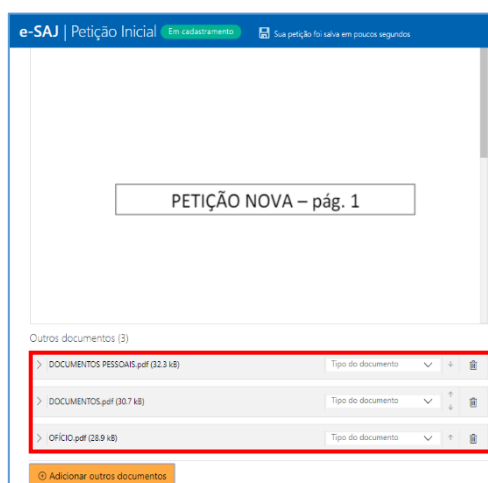 e-SAJ | Petição Inicial Em cadastramento Sua petição foi salva em poucos segundos
PETIÇÃO NOVA – pág. 1
Outros documentos (3)
DOCUMENTOS PESSOAIS.pdf (32.3 kB) Tipo do documento
DOCUMENTOS.pdf (30.7 kB) Tipo do documento
OFÍCIO.pdf (28.9 kB) Tipo do documento
Adicionar outros documentos